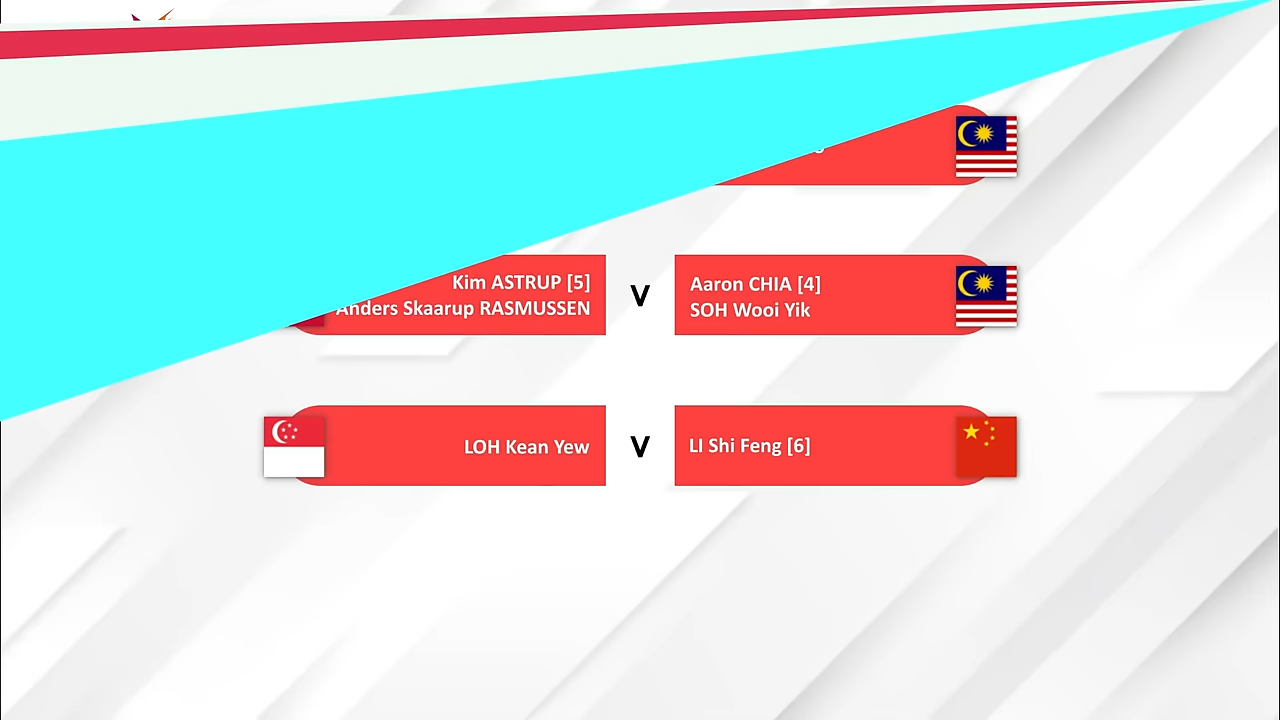 Kim ASTRUP [5]
Anders Skaarup RASMUSSEN
V
Aaron CHIA [4]
SOH Wooi Yik
LOH Kean Yew
V
LI Shi Feng [6]